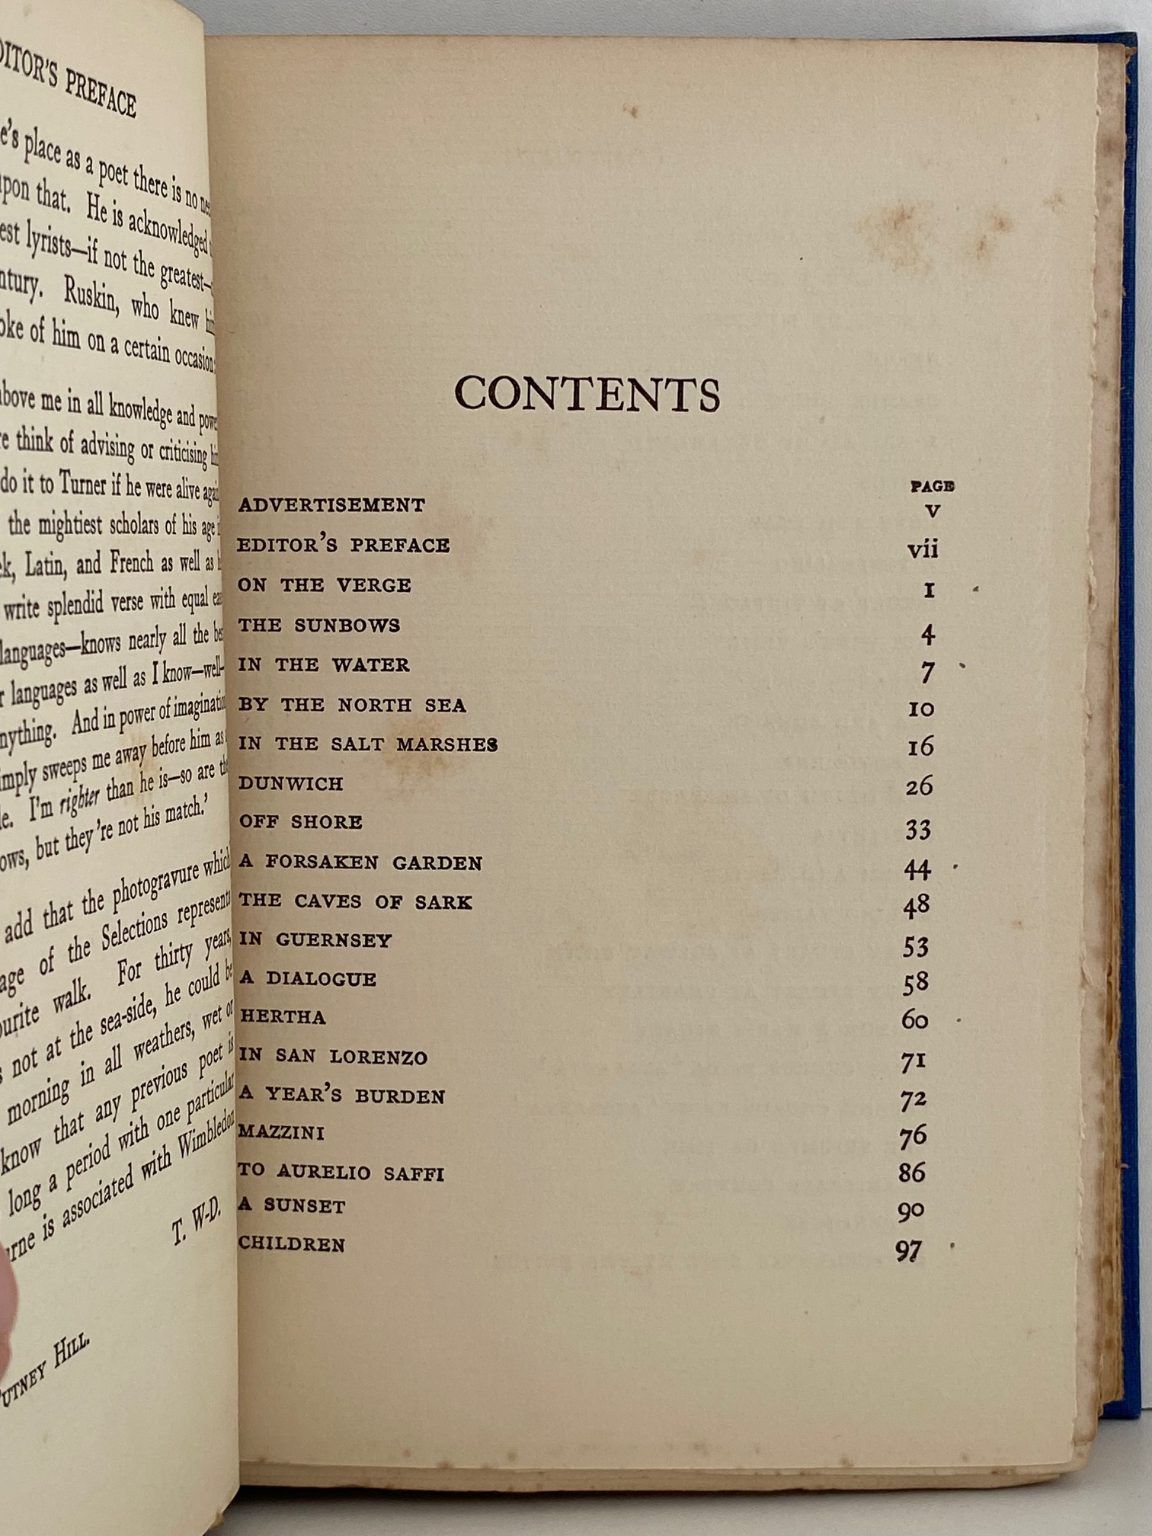 EDITOR'S PREFACE
e's place as a poet there is no
upon that. He is acknowledged
est lyrists—if not the greatest—
ntury. Ruskin, who knew
oke of him on a certain occasion
above me in all knowledge and power
re think of advising or criticising
do it to Turner if he were alive again
the mightiest scholars of his age
ek, Latin, and French as well as
write splendid verse with equal
languages—knows nearly all the
r languages as well as I know—well—
nything. And in power of imagination
imply sweeps me away before him as
le. I'm righter than he is—so are the
ows, but they're not his match.'
add that the photogravure which
age of the Selections represents
ourite walk. For thirty years,
s not at the sea-side, he could be
morning in all weathers, wet or
know that any previous poet is
long a period with one particular
urne is associated with Wimbledon
T. W-D.
PUTNEY HILL.
CONTENTS
PAGE
ADVERTISEMENT v
EDITOR'S PREFACE vii
ON THE VERGE 1
THE SUNBOWS 4
IN THE WATER 7
BY THE NORTH SEA 10
IN THE SALT MARSHES 16
DUNWICH 26
OFF SHORE 33
A FORSAKEN GARDEN 44
THE CAVES OF SARK 48
IN GUERNSEY 53
A DIALOGUE 58
HERTHA 60
IN SAN LORENZO 71
A YEAR'S BURDEN 72
MAZZINI 76
TO AURELIO SAFFI 86
A SUNSET 90
CHILDREN 97